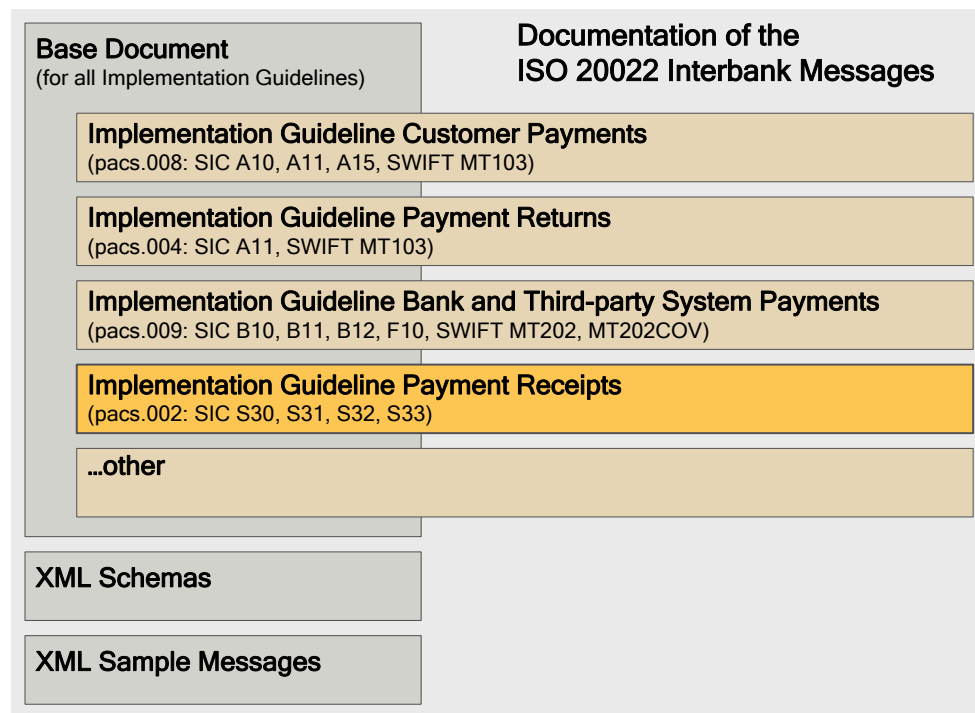 Base Document
(for all Implementation Guidelines)
Documentation of the
ISO 20022 Interbank Messages
Implementation Guideline Customer Payments
(pacs.008: SIC A10, A11, A15, SWIFT MT103)
Implementation Guideline Payment Returns
(pacs.004: SIC A11, SWIFT MT103)
Implementation Guideline Bank and Third-party System Payments
(pacs.009: SIC B10, B11, B12, F10, SWIFT MT202, MT202COV)
Implementation Guideline Payment Receipts
(pacs.002: SIC S30, S31, S32, S33)
...other
XML Schemas
XML Sample Messages